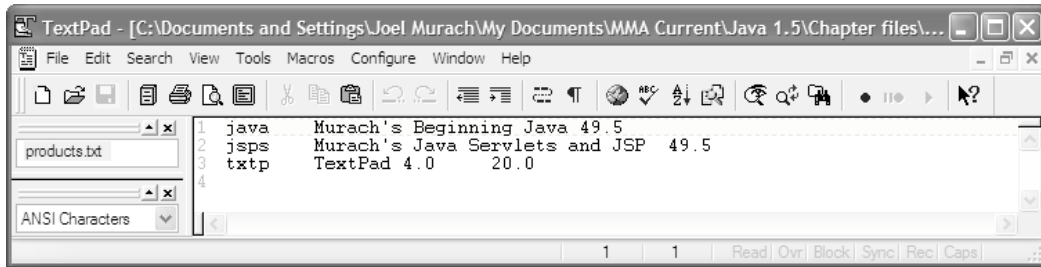 TextPad - [C:\Documents and Settings\Joel Murach\My Documents\MMA Current\Java 1.5\Chapter files\...
File Edit Search View Tools Macros Configure Window Help
products.txt
ANSI Characters
1 java Murach's Beginning Java 49.5
2 jsps Murach's Java Servlets and JSP 49.5
3 txtp TextPad 4.0 20.0
4
1 1 Read Ovr Block Sync Rec Caps